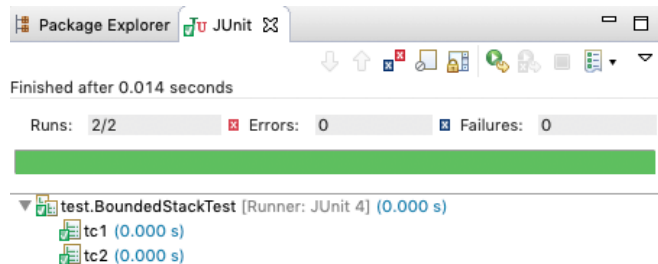 Package Explorer JUnit
Finished after 0.014 seconds
Runs: 2/2 Errors: 0 Failures: 0
test.BoundedStackTest [Runner: JUnit 4] (0.000 s)
tc1 (0.000 s)
tc2 (0.000 s)